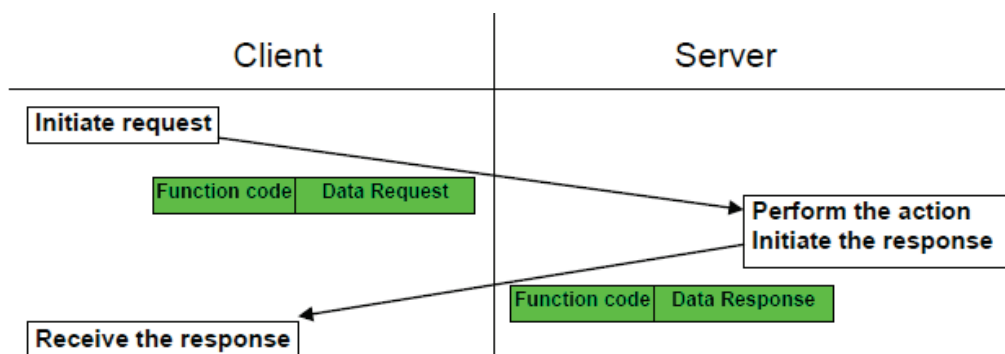 Client
Server
Initiate request
Function code Data Request
Perform the action
Initiate the response
Function code Data Response
Receive the response